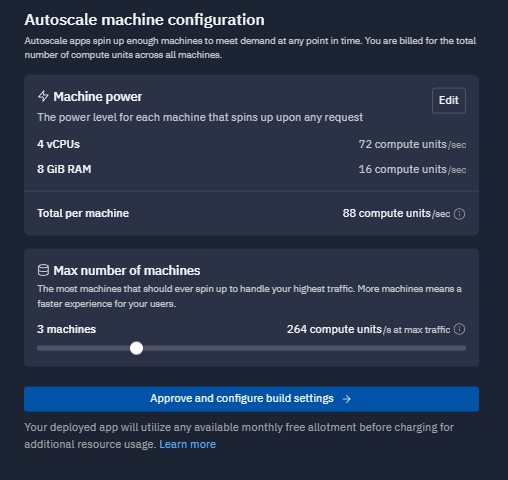 Autoscale machine configuration
Autoscale apps spin up enough machines to meet demand at any point in time. You are billed for the total
number of compute units across all machines.
Machine power
Edit
The power level for each machine that spins up upon any request
4 vCPUs 72 compute units/sec
8 GiB RAM 16 compute units/sec
Total per machine 88 compute units/sec
Max number of machines
The most machines that should ever spin up to handle your highest traffic. More machines means a
faster experience for your users.
3 machines 264 compute units/s at max traffic
Approve and configure build settings →
Your deployed app will utilize any available monthly free allotment before charging for
additional resource usage. Learn more